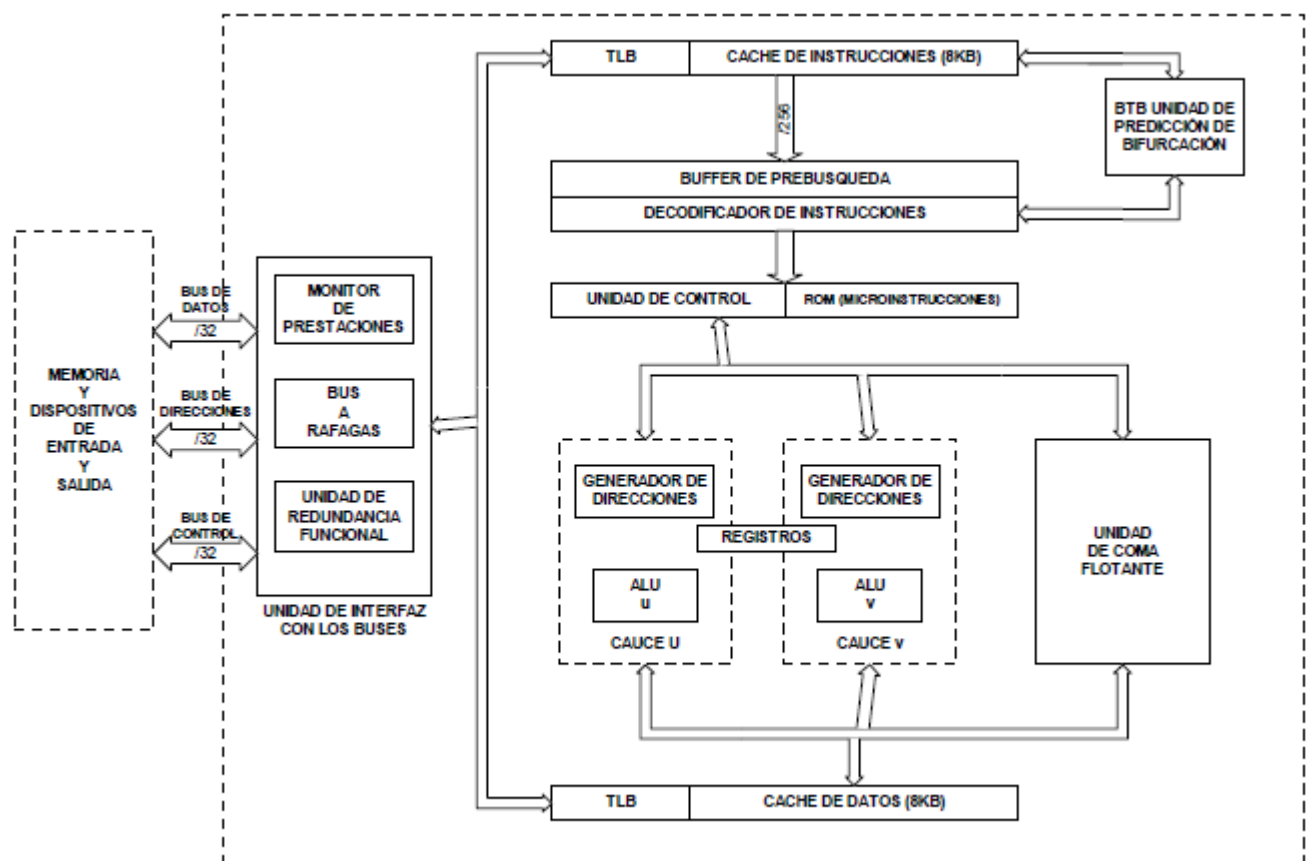 TLB
CACHE DE INSTRUCCIONES (8KB)
/256
BTB UNIDAD DE
PREDICCIÓN DE
BIFURCACIÓN
BUFFER DE PREBUSQUEDA
DECODIFICADOR DE INSTRUCCIONES
UNIDAD DE CONTROL
ROM (MICROINSTRUCCIONES)
MEMORIA
Y
DISPOSITIVOS
DE
ENTRADA
Y
SALIDA
BUS DE
DATOS
/32
BUS DE
DIRECCIONES
/32
BUS DE
CONTROL
/32
MONITOR
DE
PRESTACIONES
BUS
A
RAFAGAS
UNIDAD DE
REDUNDANCIA
FUNCIONAL
UNIDAD DE INTERFAZ
CON LOS BUSES
GENERADOR DE
DIRECCIONES
GENERADOR DE
DIRECCIONES
REGISTROS
ALU
u
ALU
v
CAUCE U
CAUCE v
UNIDAD
DE COMA
FLOTANTE
TLB
CACHE DE DATOS (8KB)